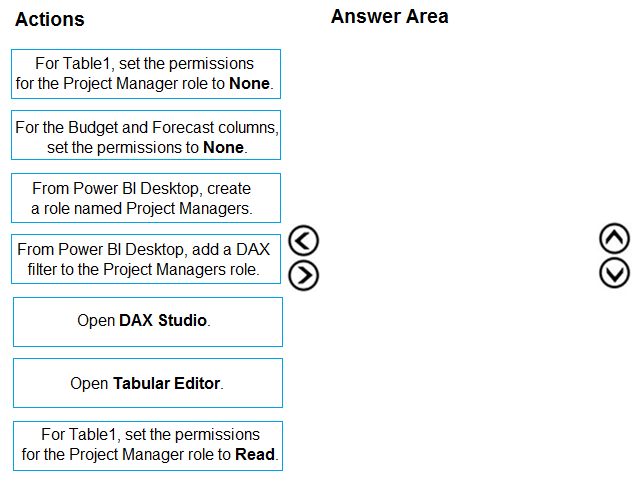 Actions
Answer Area
For Table1, set the permissions
for the Project Manager role to None.
For the Budget and Forecast columns,
set the permissions to None.
From Power BI Desktop, create
a role named Project Managers.
From Power BI Desktop, add a DAX
filter to the Project Managers role.
Open DAX Studio.
Open Tabular Editor.
For Table1, set the permissions
for the Project Manager role to Read.